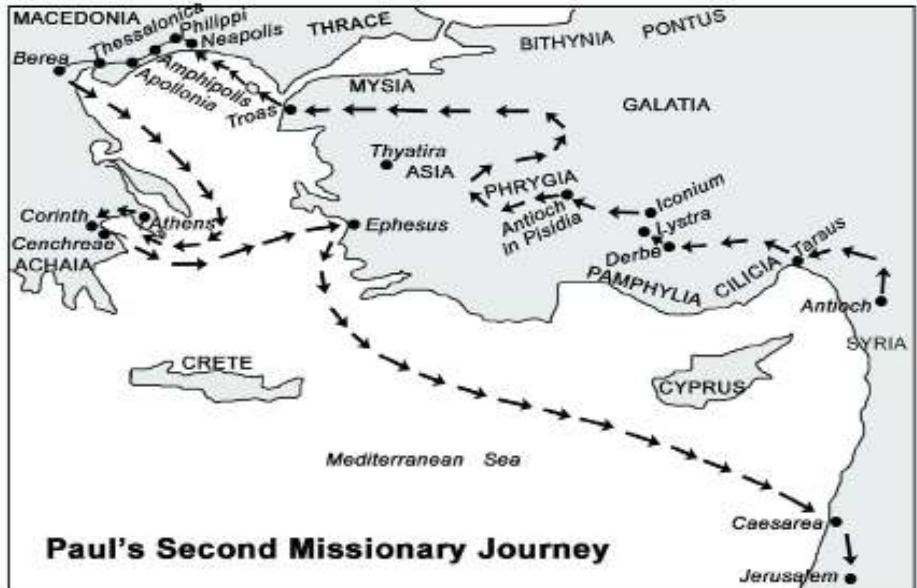 MACEDONIA
Thessalonica
Philippi
Neapolis
Berea
Amphipolis
Apollonia
THRACE
BITHYNIA
PONTUS
MYSIA
GALATIA
Troas
Thyatira
ASIA
PHRYGIA
Antioch
in Pisidia
Iconium
Lystra
Derbe
Tarsus
CILICIA
PAMPHYLIA
Antioch
SYRIA
Corinth
Athens
Cenchreae
ACHAIA
Ephesus
CRETE
CYPRUS
Mediterranean Sea
Caesarea
Jerusalem
Paul's Second Missionary Journey